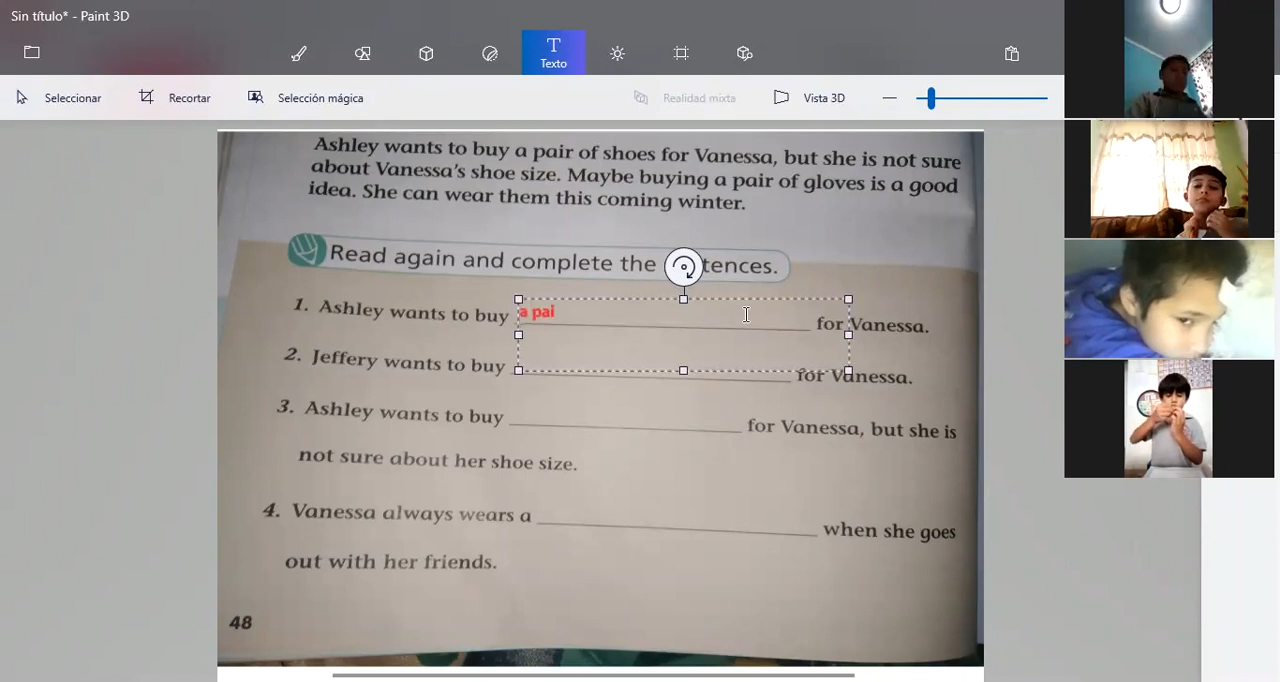 Sin título* - Paint 3D
Texto
Seleccionar
Recortar
Selección mágica
Realidad mixta
Vista 3D
Ashley wants to buy a pair of shoes for Vanessa, but she is not sure
about Vanessa's shoe size. Maybe buying a pair of gloves is a good
idea. She can wear them this coming winter.
Read again and complete the tences.
1. Ashley wants to buy a pai for Vanessa.
2. Jeffery wants to buy for Vanessa.
3. Ashley wants to buy for Vanessa, but she is
not sure about her shoe size.
4. Vanessa always wears a when she goes
out with her friends.
48